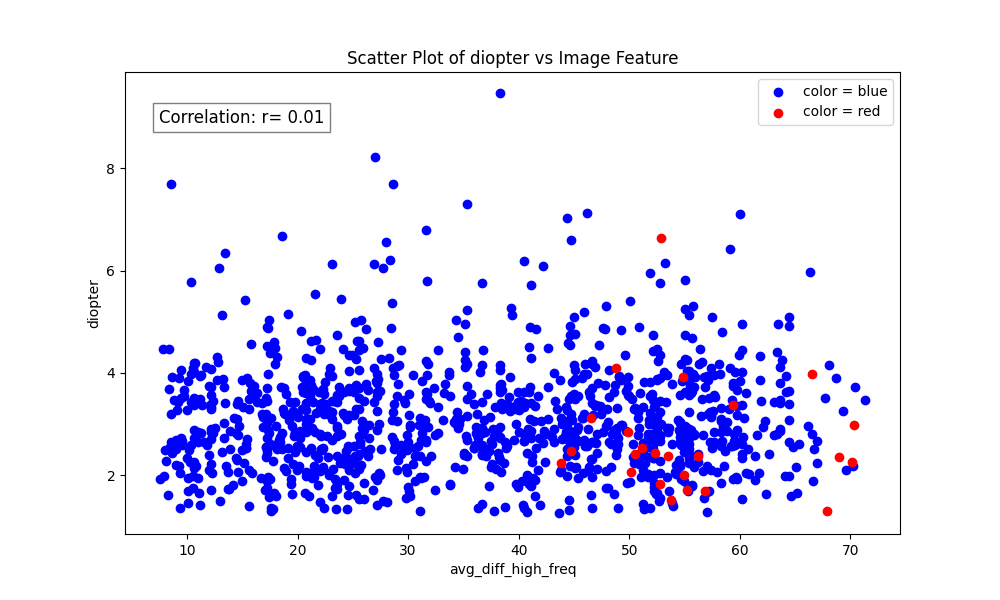 Scatter Plot of diopter vs Image Feature
Correlation: r= 0.01
color = blue
color = red
8
6
4
2
diopter
10 20 30 40 50 60 70
avg_diff_high_freq